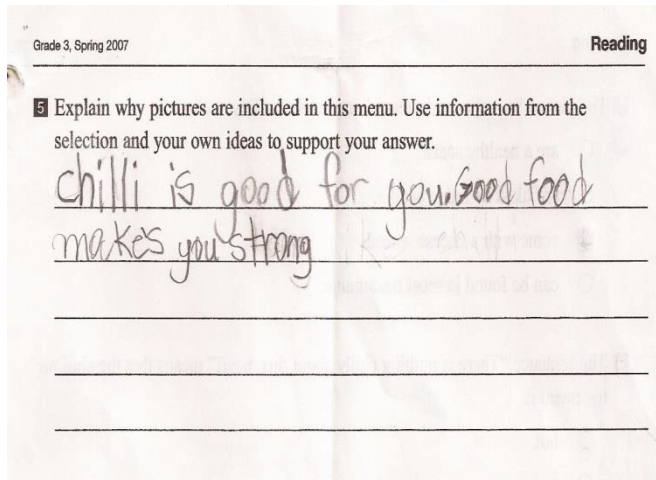 Grade 3, Spring 2007 Reading
5 Explain why pictures are included in this menu. Use information from the
selection and your own ideas to support your answer.
chilli is good for you. Good food
makes you strong